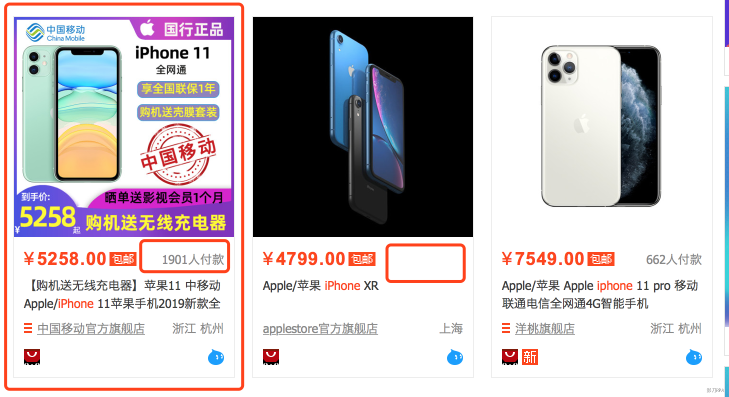 中国移动
China Mobile
国行正品
iPhone 11
全网通
享全国联保1年
购机送壳膜套装
中国移动
晒单送影视会员1个月
到手价:
¥5258起
购机送无线充电器
¥5258.00 包邮 1901人付款
【购机送无线充电器】苹果11 中移动
Apple/iPhone 11苹果手机2019新款全
中国移动官方旗舰店 浙江 杭州
¥4799.00 包邮
Apple/苹果 iPhone XR
applestore官方旗舰店 上海
¥7549.00 包邮 662人付款
Apple/苹果 Apple iphone 11 pro 移动
联通电信全网通4G智能手机
洋桃旗舰店 浙江 杭州
新